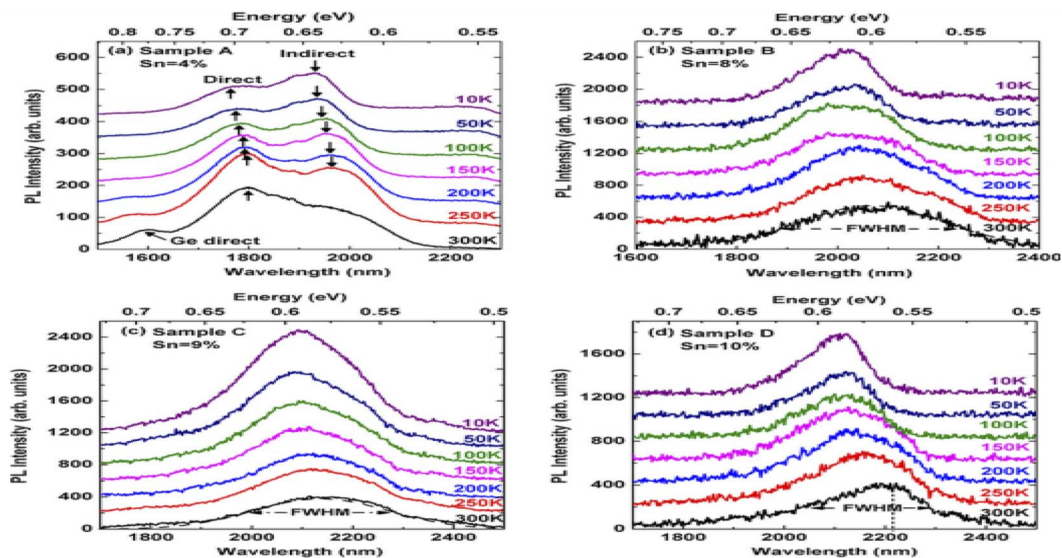 Energy (eV)
0.8 0.75 0.7 0.65 0.6 0.55
(a) Sample A
Sn=4%
Direct
Indirect
10K
50K
100K
150K
200K
250K
300K
Ge direct
PL Intensity (arb. units)
600
500
400
300
200
100
0
1600 1800 2000 2200
Wavelength (nm)
Energy (eV)
0.75 0.7 0.65 0.6 0.55
(b) Sample B
Sn=8%
10K
50K
100K
150K
200K
250K
300K
FWHM
PL Intensity (arb. units)
2400
1800
1200
600
0
1600 1800 2000 2200 2400
Wavelength (nm)
Energy (eV)
0.7 0.65 0.6 0.55 0.5
(c) Sample C
Sn=9%
10K
50K
100K
150K
200K
250K
300K
FWHM
PL Intensity (arb. units)
2400
2000
1600
1200
800
400
0
1800 2000 2200 2400
Wavelength (nm)
Energy (eV)
0.7 0.65 0.6 0.55 0.5
(d) Sample D
Sn=10%
10K
50K
100K
150K
200K
250K
300K
FWHM
PL Intensity (arb. units)
1600
1200
800
400
0
1800 2000 2200 2400
Wavelength (nm)